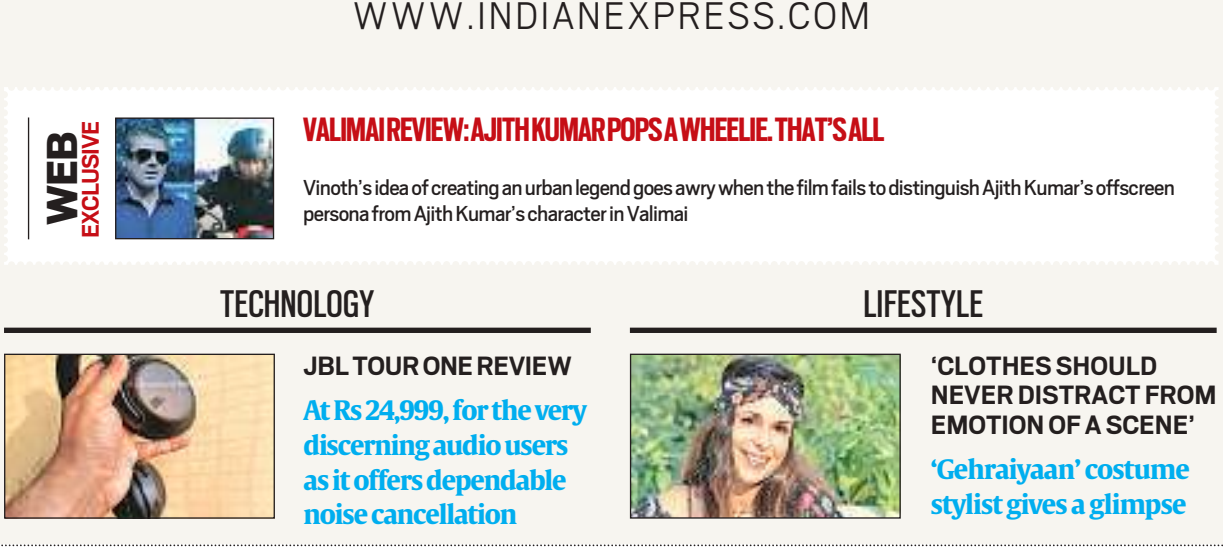 WWW.INDIANEXPRESS.COM
WEB
EXCLUSIVE
VALIMAI REVIEW: AJITH KUMAR POPS A WHEELIE. THAT'S ALL
Vinoth's idea of creating an urban legend goes awry when the film fails to distinguish Ajith Kumar's offscreen
persona from Ajith Kumar's character in Valimai
TECHNOLOGY
JBL TOUR ONE REVIEW
At Rs 24,999, for the very
discerning audio users
as it offers dependable
noise cancellation
LIFESTYLE
'CLOTHES SHOULD
NEVER DISTRACT FROM
EMOTION OF A SCENE'
'Gehraiyaan' costume
stylist gives a glimpse